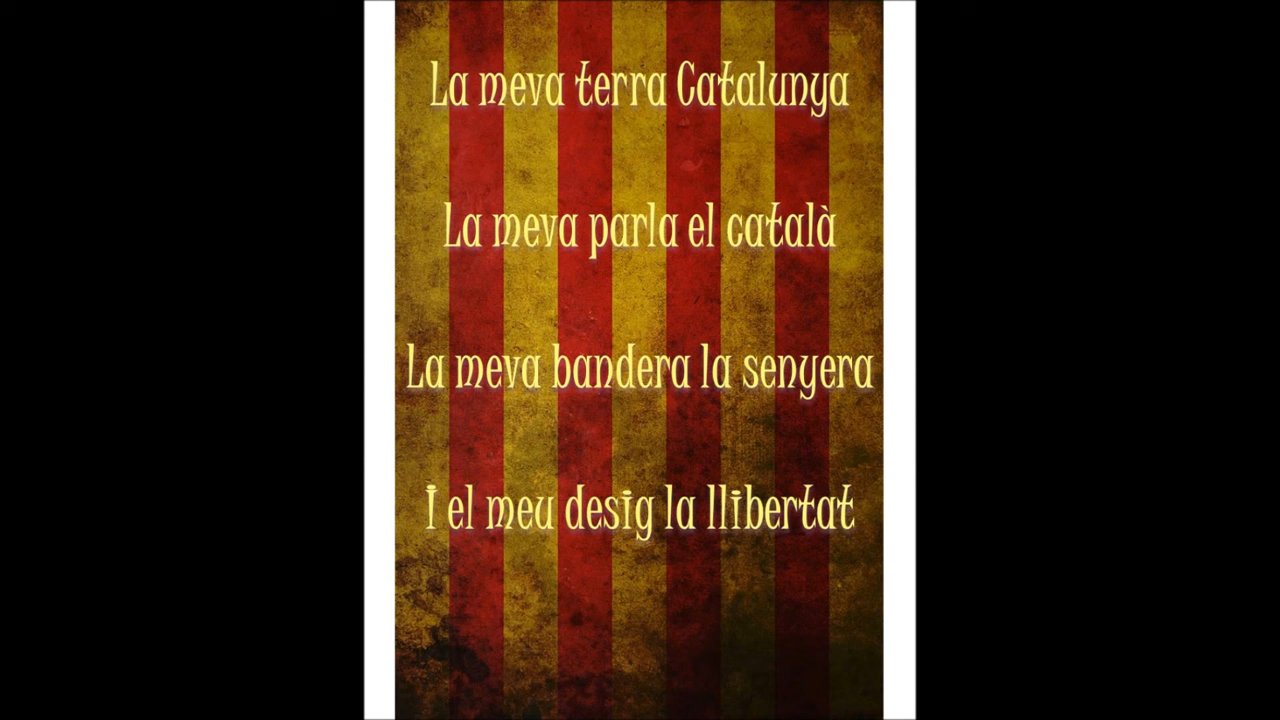 La meva terra Catalunya
La meva parla el català
La meva bandera la senyera
I el meu desig la llibertat